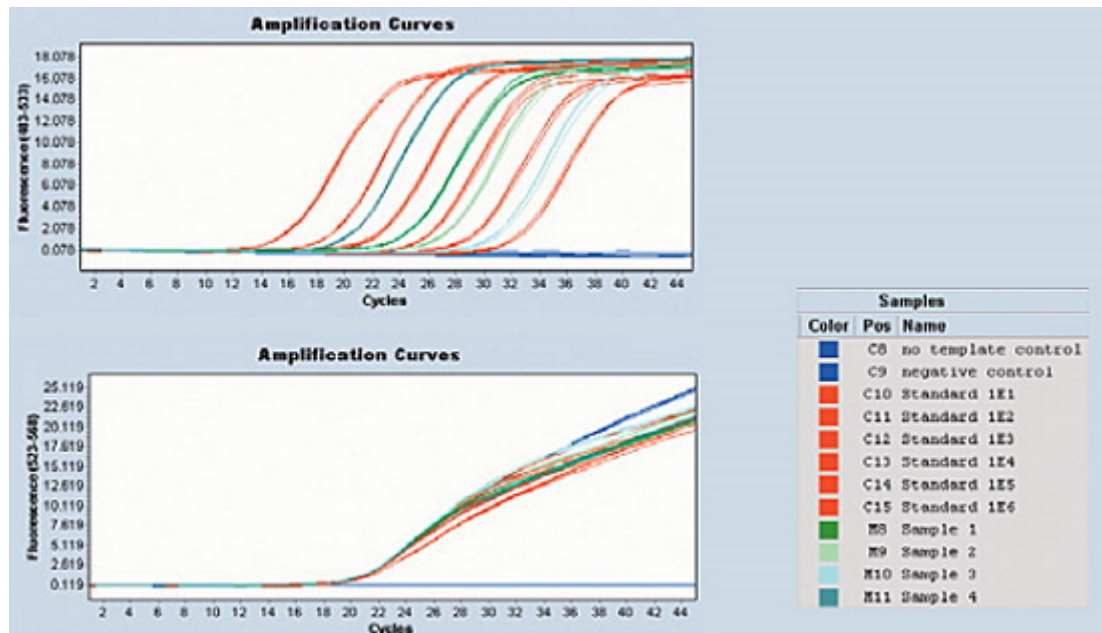 Amplification Curves
Fluorescence (483-533)
18.078
16.078
14.078
12.078
10.078
8.078
6.078
4.078
2.078
0.078
2 4 6 8 10 12 14 16 18 20 22 24 26 28 30 32 34 36 38 40 42 44
Cycles
Amplification Curves
Fluorescence (523-568)
25.119
22.619
20.119
17.619
15.119
12.619
10.119
7.619
5.119
2.619
0.119
2 4 6 8 10 12 14 16 18 20 22 24 26 28 30 32 34 36 38 40 42 44
Cycles
Samples
Color Pos Name
C8 no template control
C9 negative control
C10 Standard 1E1
C11 Standard 1E2
C12 Standard 1E3
C13 Standard 1E4
C14 Standard 1E5
C15 Standard 1E6
M8 Sample 1
M9 Sample 2
M10 Sample 3
M11 Sample 4